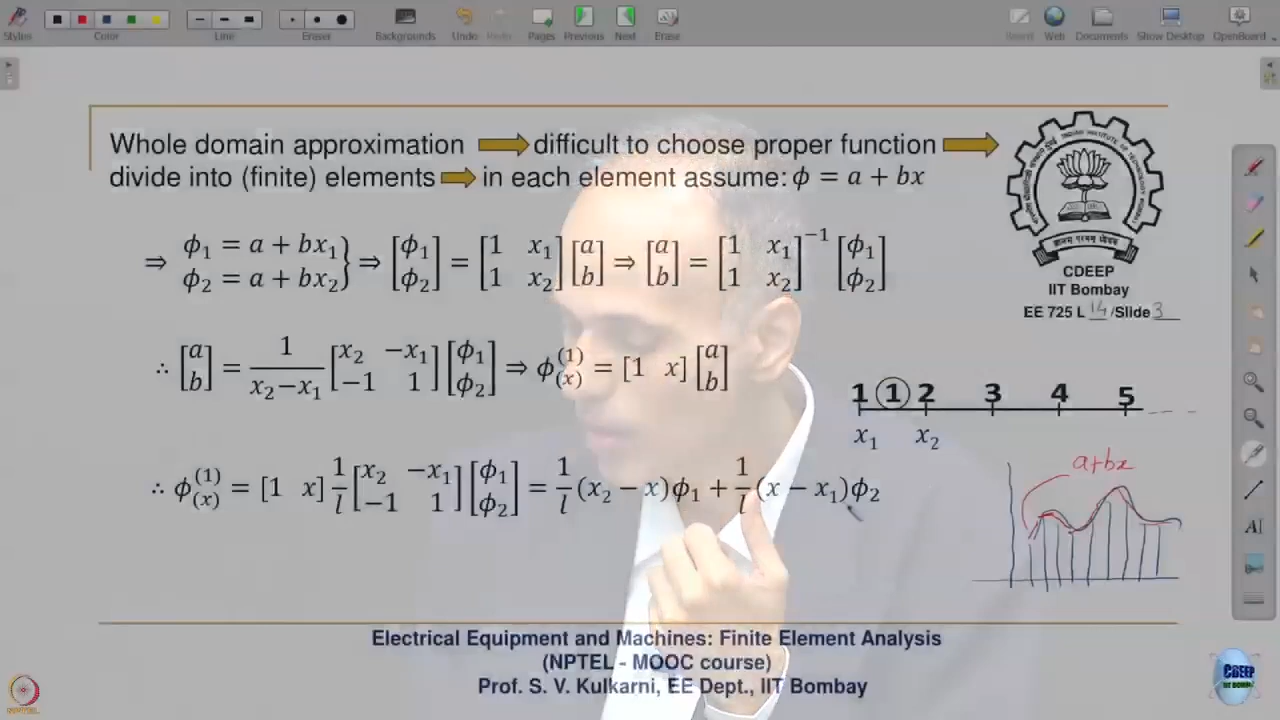 Stylus Color Line Eraser Backgrounds Undo Redo Pages Previous Next Erase Board Web Documents Show Desktop OpenBoard
Whole domain approximation ⟹ difficult to choose proper function ⟹
divide into (finite) elements ⟹ in each element assume: ϕ = a + bx
⇒ ϕ₁ = a + bx₁ ϕ₂ = a + bx₂} ⇒ [ϕ₁ ϕ₂] = [1 x₁ 1 x₂] [a b] ⇒ [a b] = [1 x₁ 1 x₂]⁻¹ [ϕ₁ ϕ₂]
CDEEP
IIT Bombay
EE 725 L 14 /Slide 3
∴ [a b] = 1/(x₂−x₁) [x₂ −x₁ −1 1] [ϕ₁ ϕ₂] ⇒ ϕ₍ₓ₎⁽¹⁾ = [1 x] [a b]
1 ① 2 3 4 5
x₁ x₂
a+bx
∴ ϕ₍ₓ₎⁽¹⁾ = [1 x] 1/l [x₂ −x₁ −1 1] [ϕ₁ ϕ₂] = 1/l (x₂ − x)ϕ₁ + 1/l (x − x₁)ϕ₂
AI
Electrical Equipment and Machines: Finite Element Analysis
(NPTEL - MOOC course)
Prof. S. V. Kulkarni, EE Dept., IIT Bombay
CDEEP
IIT BOMBAY